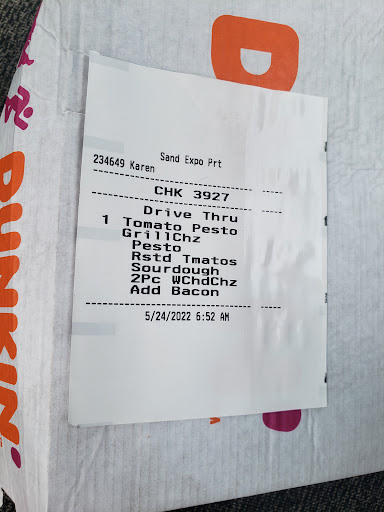 Sand Expo Prt
234649 Karen
CHK 3927
Drive Thru
1 Tomato Pesto
GrillChz
Pesto
Rstd Tmatos
Sourdough
2Pc WChdChz
Add Bacon
5/24/2022 6:52 AM
DUNKIN'
D